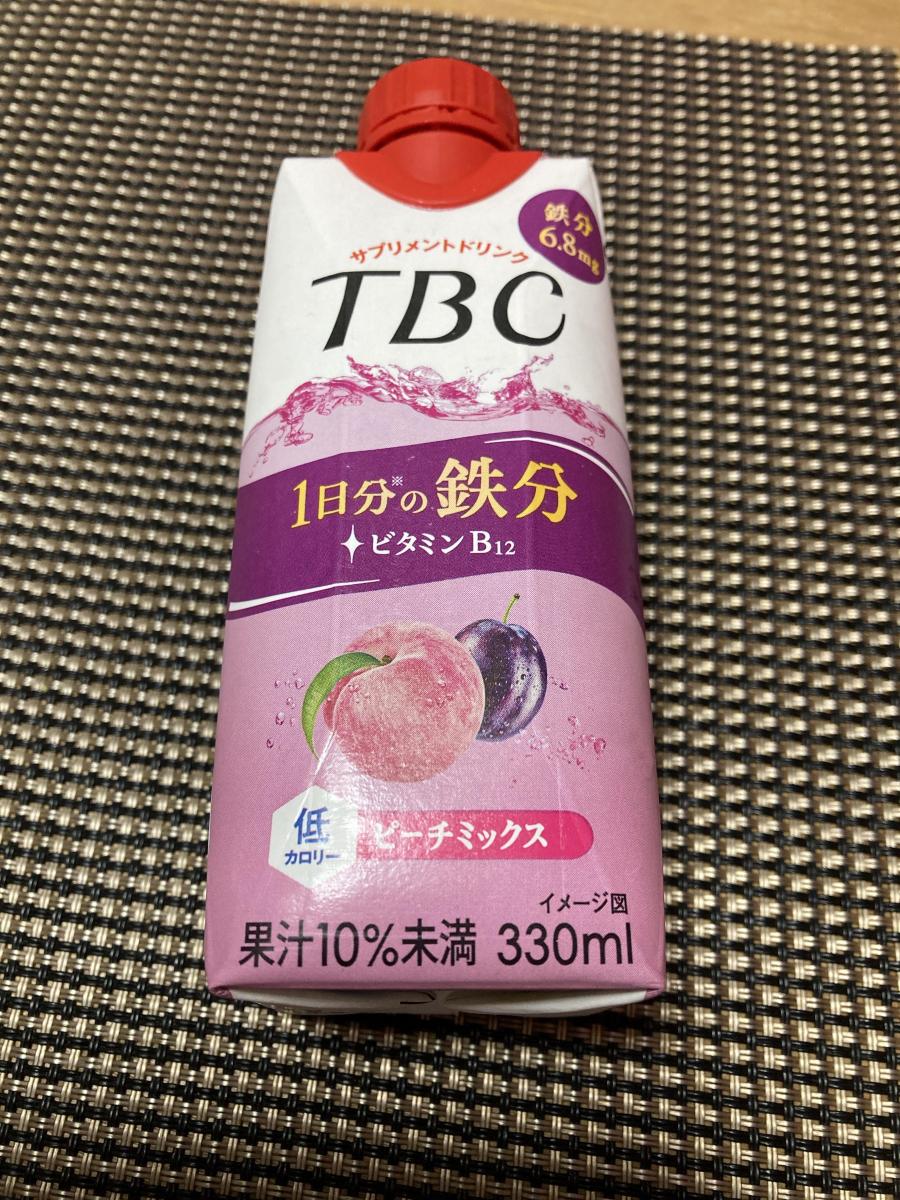 鉄分
6.8mg
サプリメントドリンク
TBC
1日分※の鉄分
ビタミンB12
低
カロリー
ピーチミックス
イメージ図
果汁10%未満 330ml